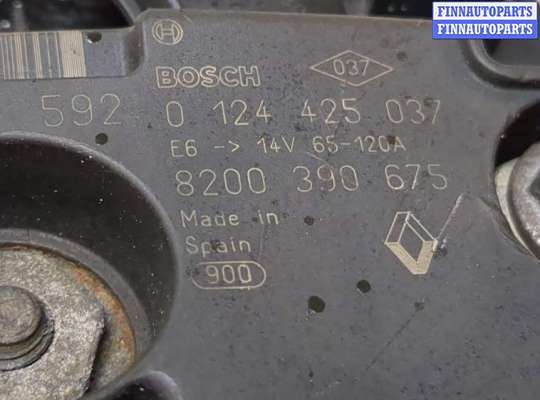 FINNAUTOPARTS
FINNAUTOPARTS
BOSCH
037
592 0 124 425 037
E6 -> 14V 65-120A
8200 390 675
Made in
Spain
900